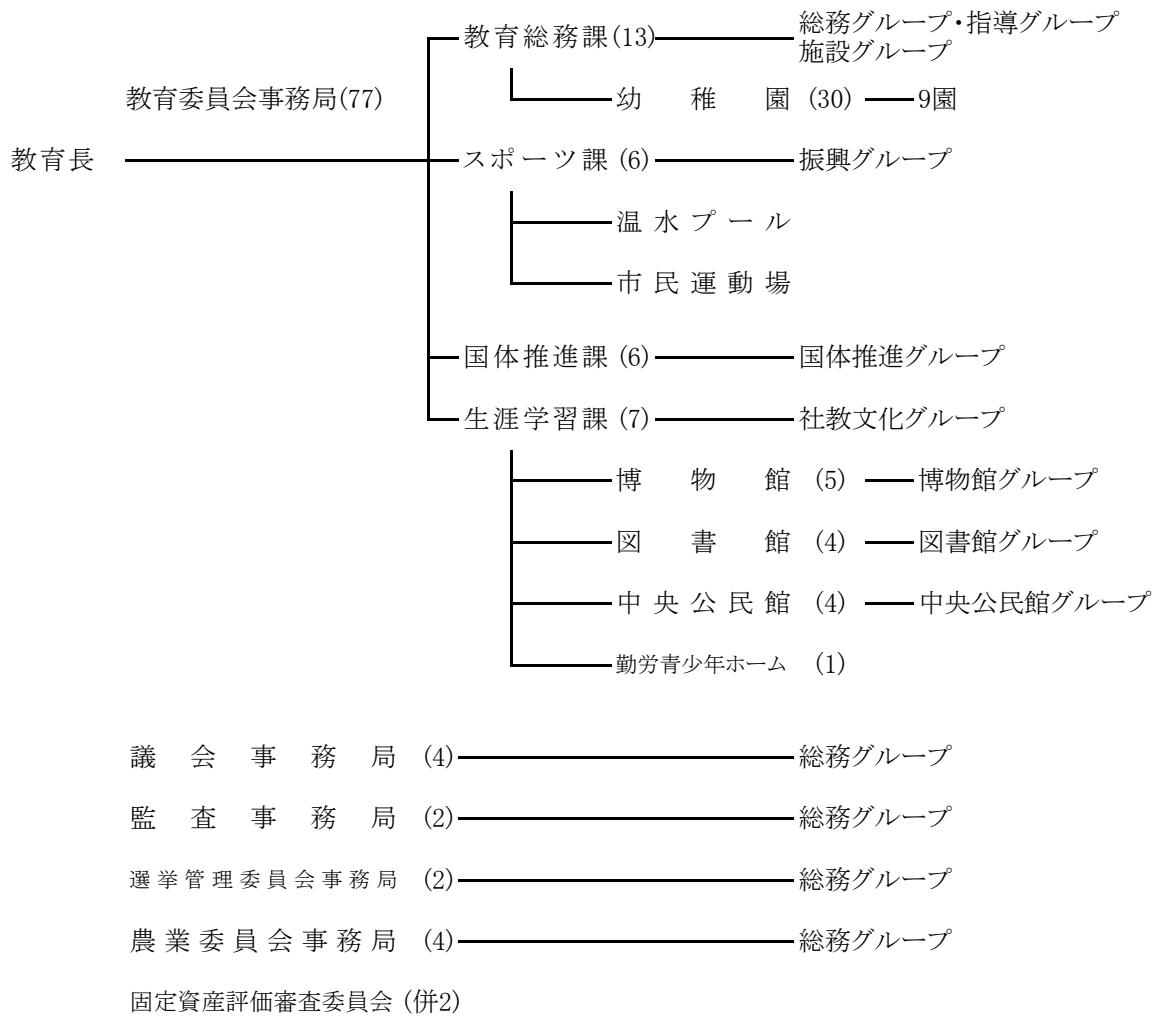 教育総務課(13) 総務グループ・指導グループ
施設グループ
教育委員会事務局(77)
幼稚園 (30) 9園
教育長 スポーツ課 (6) 振興グループ
温水プール
市民運動場
国体推進課 (6) 国体推進グループ
生涯学習課 (7) 社教文化グループ
博物館 (5) 博物館グループ
図書館 (4) 図書館グループ
中央公民館 (4) 中央公民館グループ
勤労青少年ホーム (1)
議会事務局 (4) 総務グループ
監査事務局 (2) 総務グループ
選挙管理委員会事務局 (2) 総務グループ
農業委員会事務局 (4) 総務グループ
固定資産評価審査委員会 (併2)